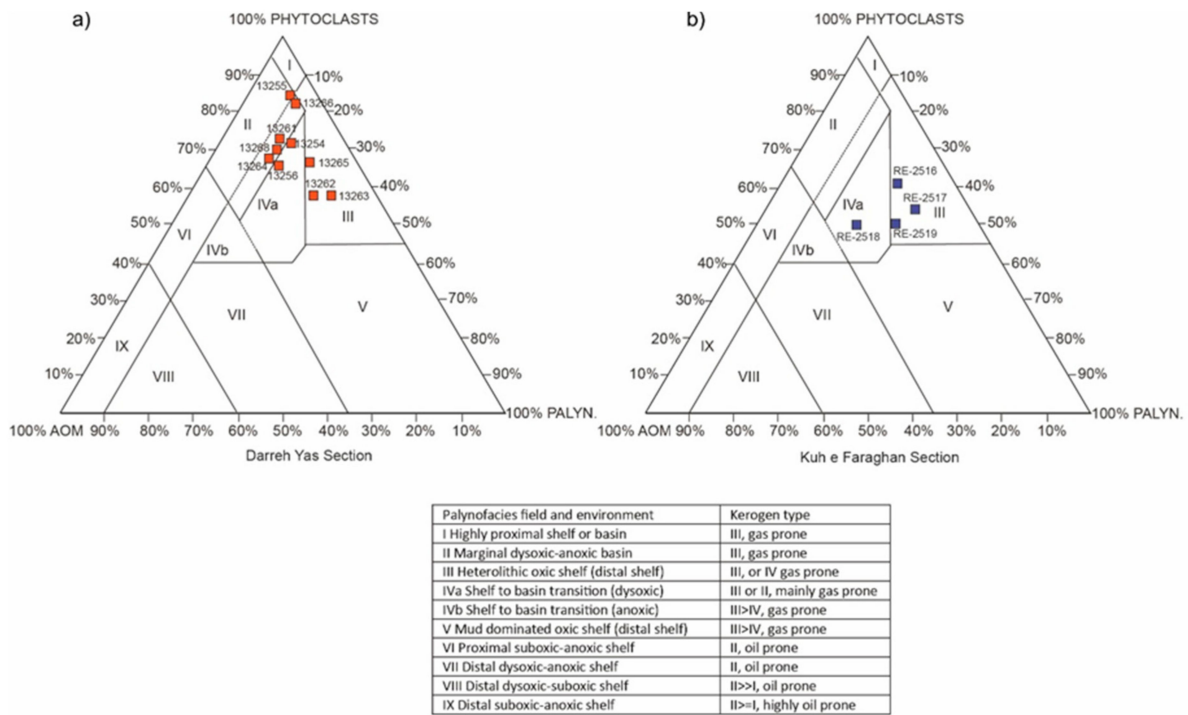 a)
100% PHYTOCLASTS
I
90%
10%
13255
13266
80%
20%
II
13261
13254
70%
30%
13268
13265
13264
13256
60%
13262
40%
13263
IVa
III
50%
50%
VI
IVb
40%
60%
30%
70%
VII
V
20%
80%
IX
10%
VIII
90%
100% PALYN.
100% AOM 90% 80% 70% 60% 50% 40% 30% 20% 10%
Darreh Yas Section
b)
100% PHYTOCLASTS
I
90%
10%
80%
20%
II
70%
30%
RE-2516
60%
40%
RE-2517
IVa
III
50%
50%
RE-2518
RE-2519
VI
IVb
40%
60%
30%
70%
VII
V
20%
80%
IX
10%
VIII
90%
100% PALYN.
100% AOM 90% 80% 70% 60% 50% 40% 30% 20% 10%
Kuh e Faraghan Section
Palynofacies field and environment Kerogen type
I Highly proximal shelf or basin III, gas prone
II Marginal dysoxic-anoxic basin III, gas prone
III Heterolithic oxic shelf (distal shelf) III, or IV gas prone
IVa Shelf to basin transition (dysoxic) III or II, mainly gas prone
IVb Shelf to basin transition (anoxic) III>IV, gas prone
V Mud dominated oxic shelf (distal shelf) III>IV, gas prone
VI Proximal suboxic-anoxic shelf II, oil prone
VII Distal dysoxic-anoxic shelf II, oil prone
VIII Distal dysoxic-suboxic shelf II>>I, oil prone
IX Distal suboxic-anoxic shelf II>=I, highly oil prone